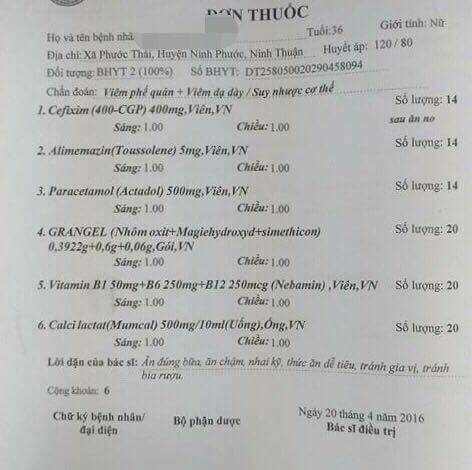 ĐƠN THUỐC
Họ và tên bệnh nhâ Tuổi:36 Giới tính: Nữ
Địa chỉ: Xã Phước Thái, Huyện Ninh Phước, Ninh Thuận Huyết áp: 120 / 80
Đối tượng: BHYT 2 (100%) Số BHYT: DT258050020290458094
Chẩn đoán: Viêm phế quản + Viêm dạ dày / Suy nhược cơ thể
1. Cefixim (400-CGP) 400mg,Viên,VN Số lượng: 14
Sáng: 1.00 Chiều: 1.00 sau ăn no
2. Alimemazin(Toussolene) 5mg,Viên,VN Số lượng: 14
Sáng: 1.00 Chiều: 1.00
3. Paracetamol (Actadol) 500mg,Viên,VN Số lượng: 14
Sáng: 1.00 Chiều: 1.00
4. GRANGEL (Nhôm oxit+Magiehydroxyd+simethicon) Số lượng: 20
0,3922g+0,6g+0,06g,Gói,VN
Sáng: 1.00 Chiều: 1.00
5. Vitamin B1 50mg+B6 250mg+B12 250mcg (Nebamin) ,Viên,VN Số lượng: 20
Sáng: 1.00 Chiều: 1.00
6. Calci lactat(Mumcal) 500mg/10ml(Uống),Ống,VN Số lượng: 20
Sáng: 1.00 Chiều: 1.00
Lời dặn của bác sĩ: Ăn đúng bữa, ăn chậm, nhai kỹ, thức ăn dễ tiêu, tránh gia vị, tránh
bia rượu.
Cộng khoản: 6
Ngày 20 tháng 4 năm 2016
Chữ ký bệnh nhân/ Bộ phận dược Bác sĩ điều trị
đại diện